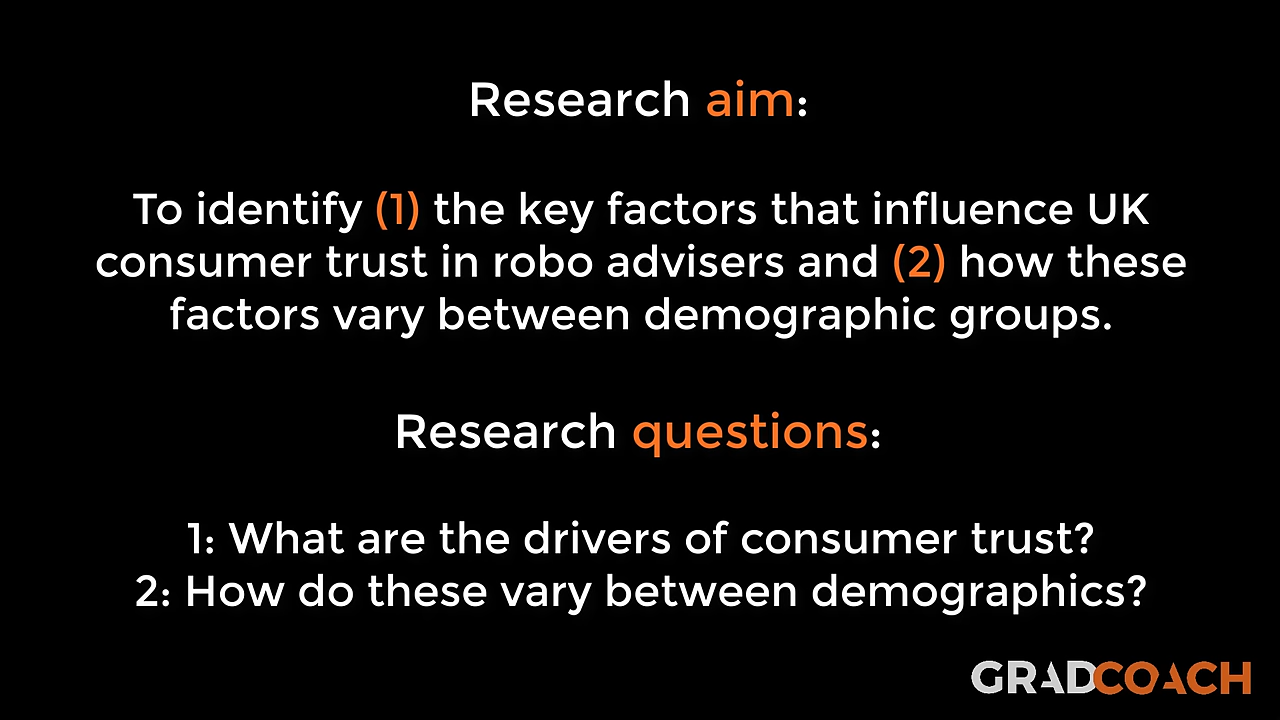 Research aim:
To identify (1) the key factors that influence UK
consumer trust in robo advisers and (2) how these
factors vary between demographic groups.
Research questions:
1: What are the drivers of consumer trust?
2: How do these vary between demographics?
GRADCOACH